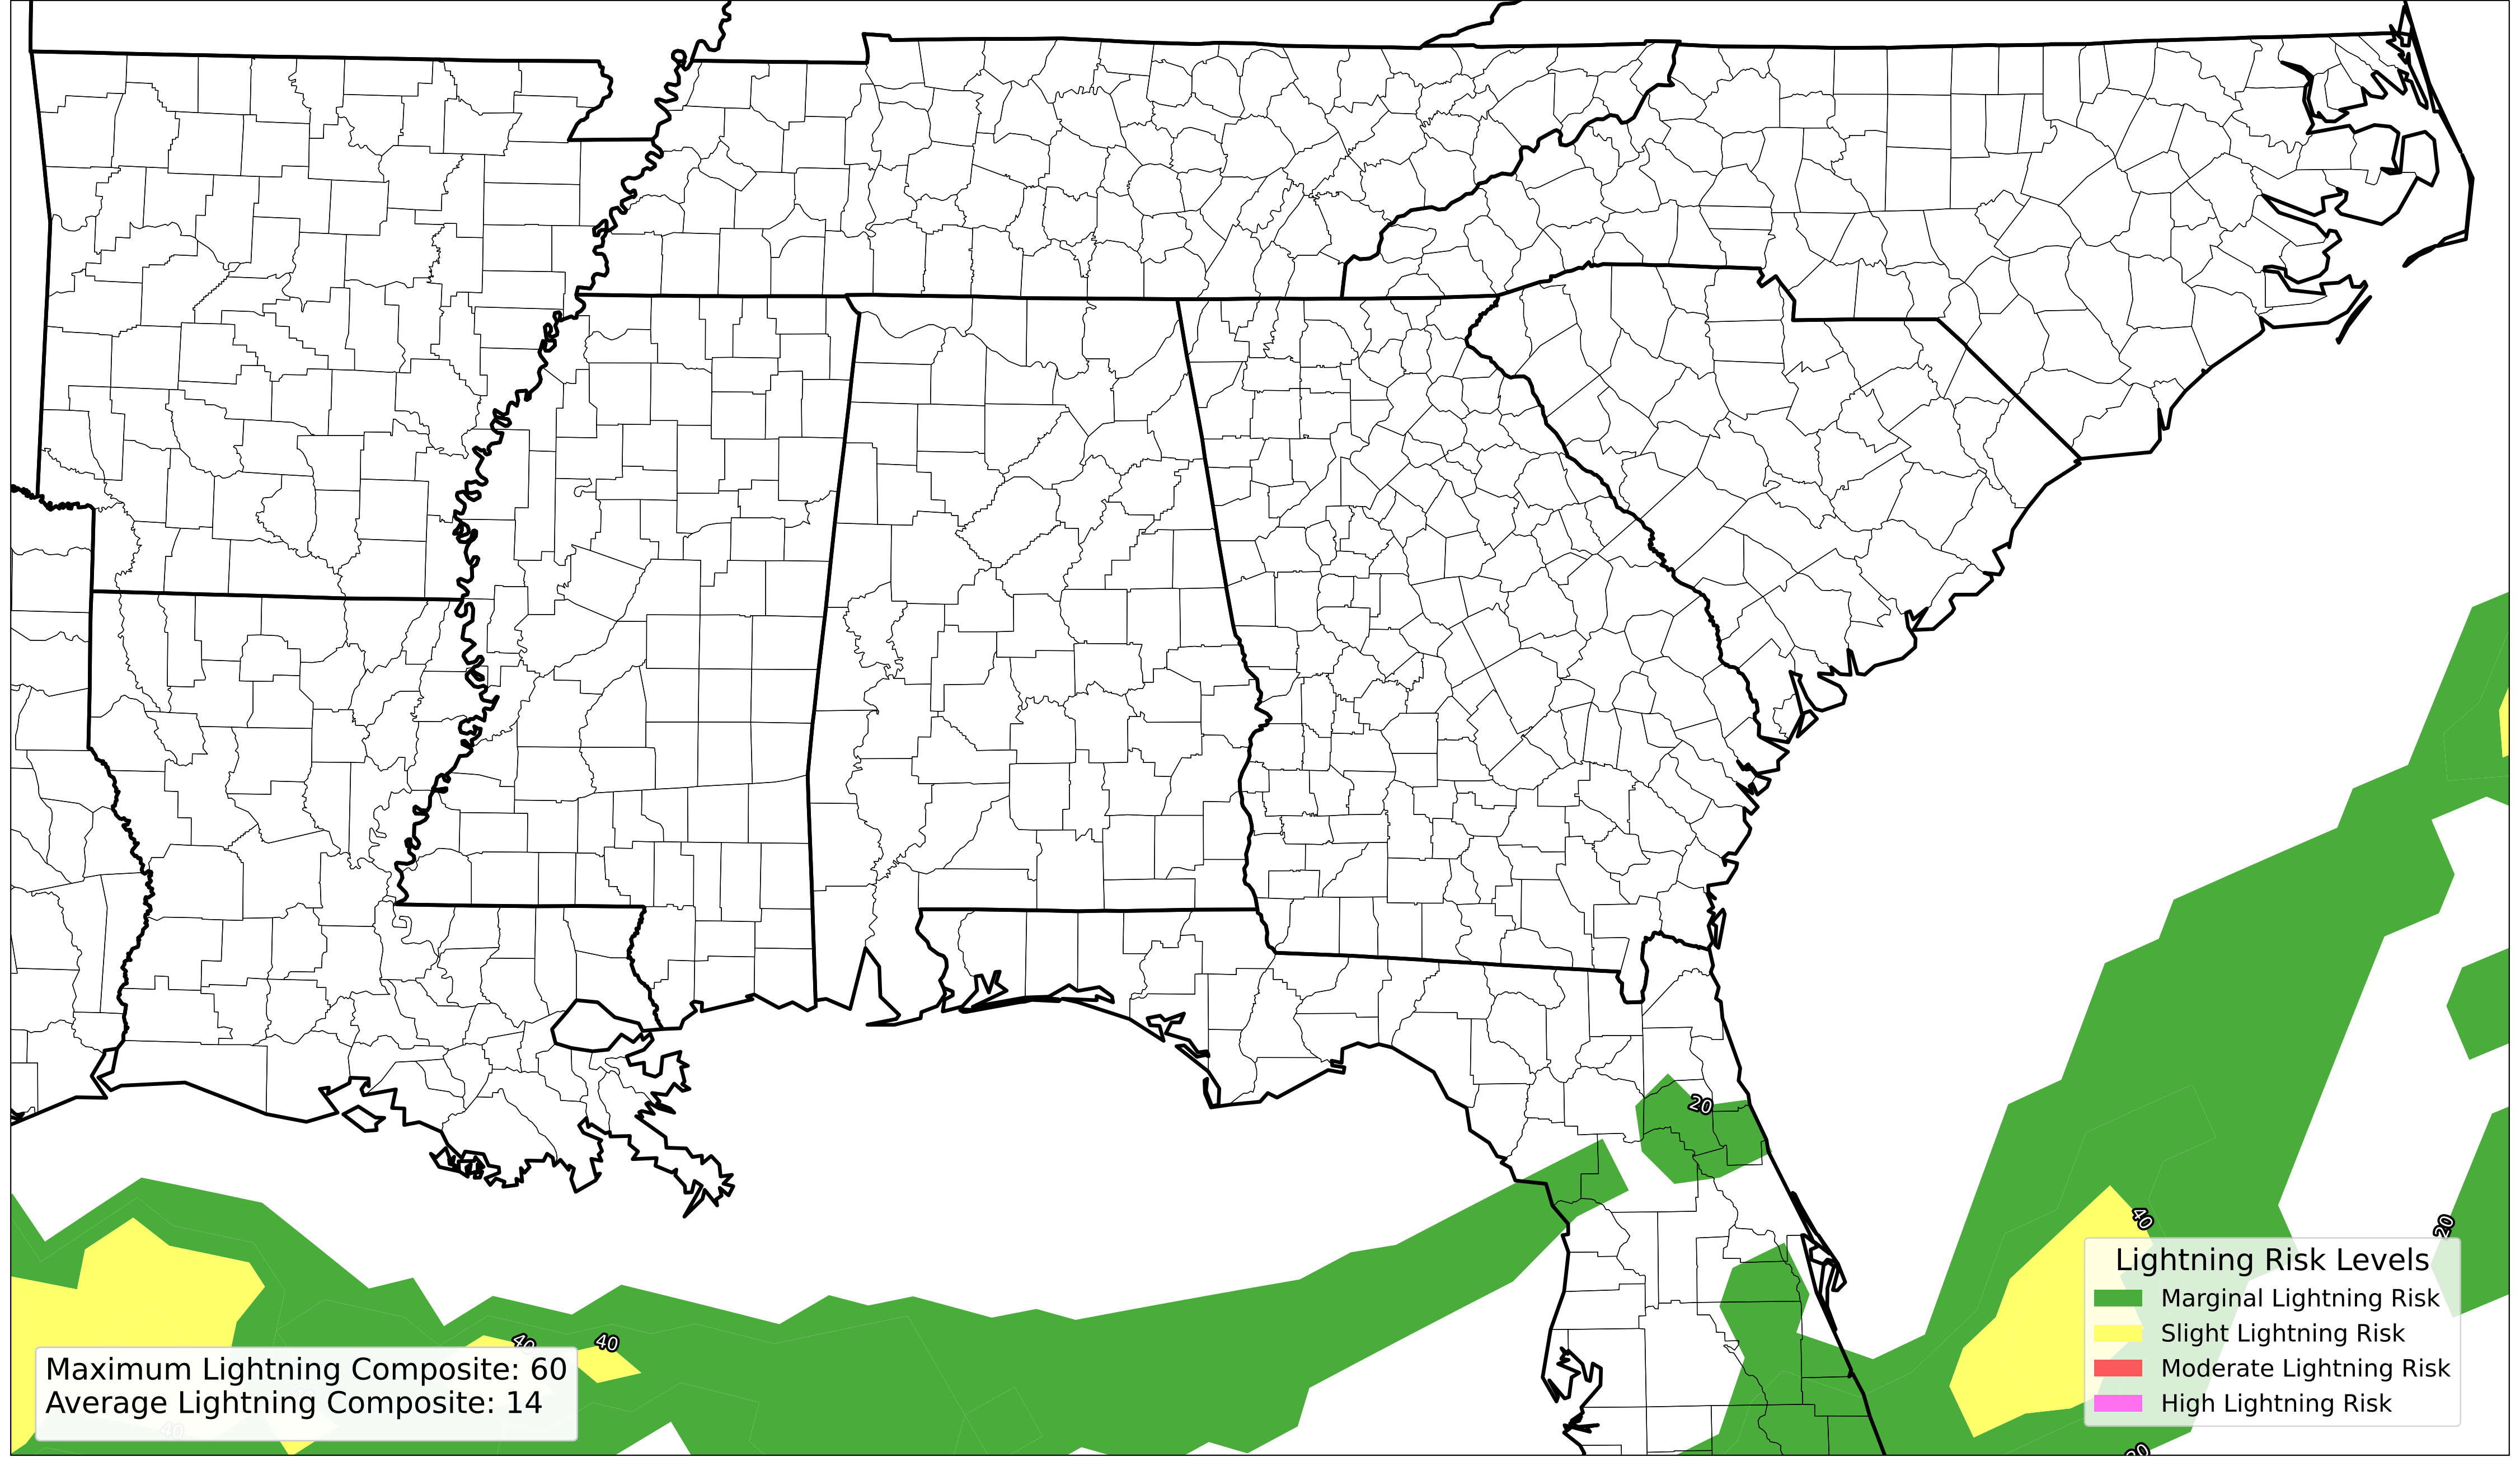 20
40
20
40
40
Lightning Risk Levels
Marginal Lightning Risk
Slight Lightning Risk
Moderate Lightning Risk
High Lightning Risk
Maximum Lightning Composite: 60
Average Lightning Composite: 14
40